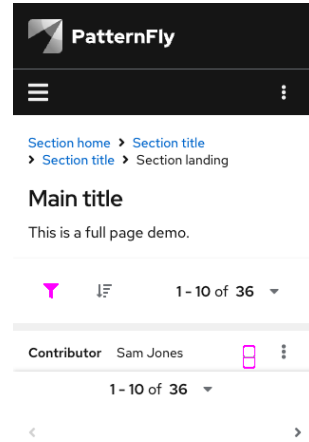 PatternFly
Section home > Section title
> Section title > Section landing
Main title
This is a full page demo.
1 - 10 of 36
Contributor Sam Jones
1 - 10 of 36